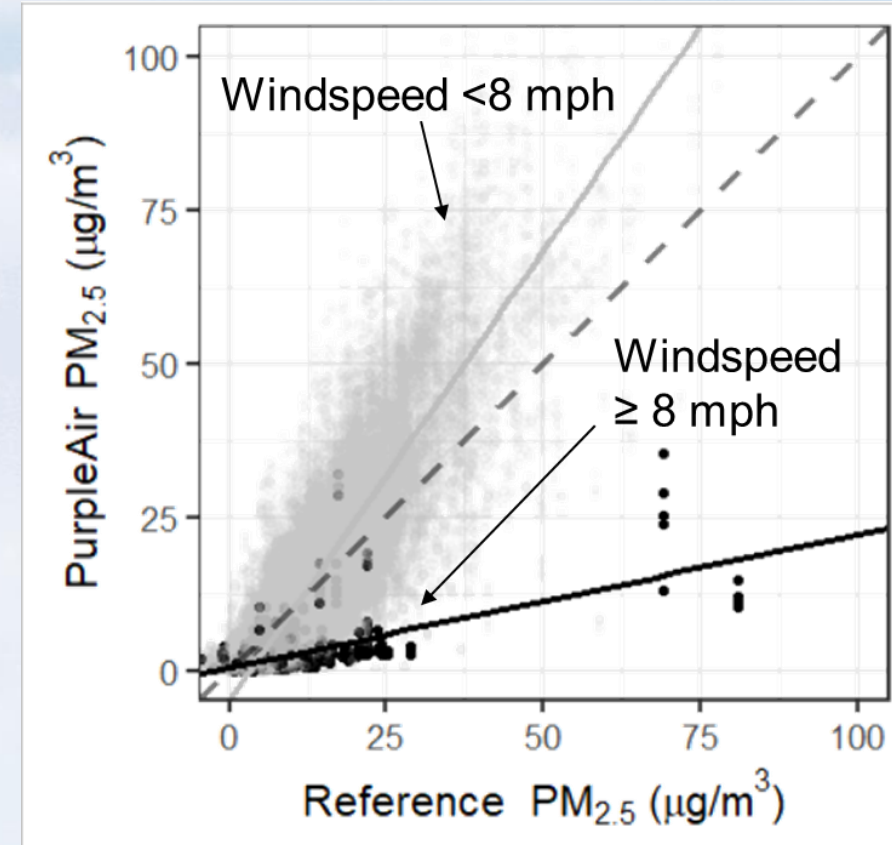 100
Windspeed <8 mph
75
PurpleAir PM2.5 (μg/m³)
50
Windspeed
≥ 8 mph
25
0
0 25 50 75 100
Reference PM2.5 (μg/m³)